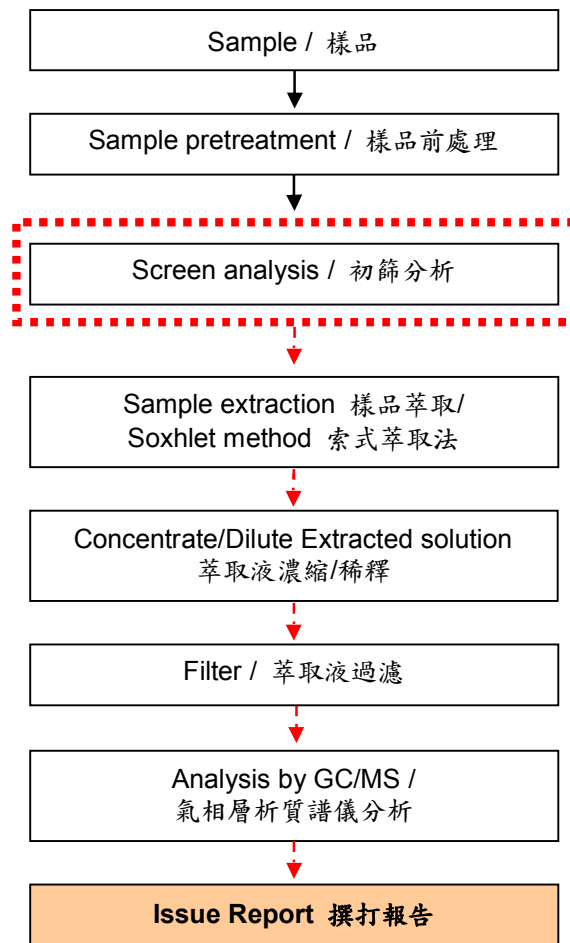 Sample / 樣品
Sample pretreatment / 樣品前處理
Screen analysis / 初篩分析
Sample extraction 樣品萃取/
Soxhlet method 索式萃取法
Concentrate/Dilute Extracted solution
萃取液濃縮/稀釋
Filter / 萃取液過濾
Analysis by GC/MS /
氣相層析質譜儀分析
Issue Report 撰打報告